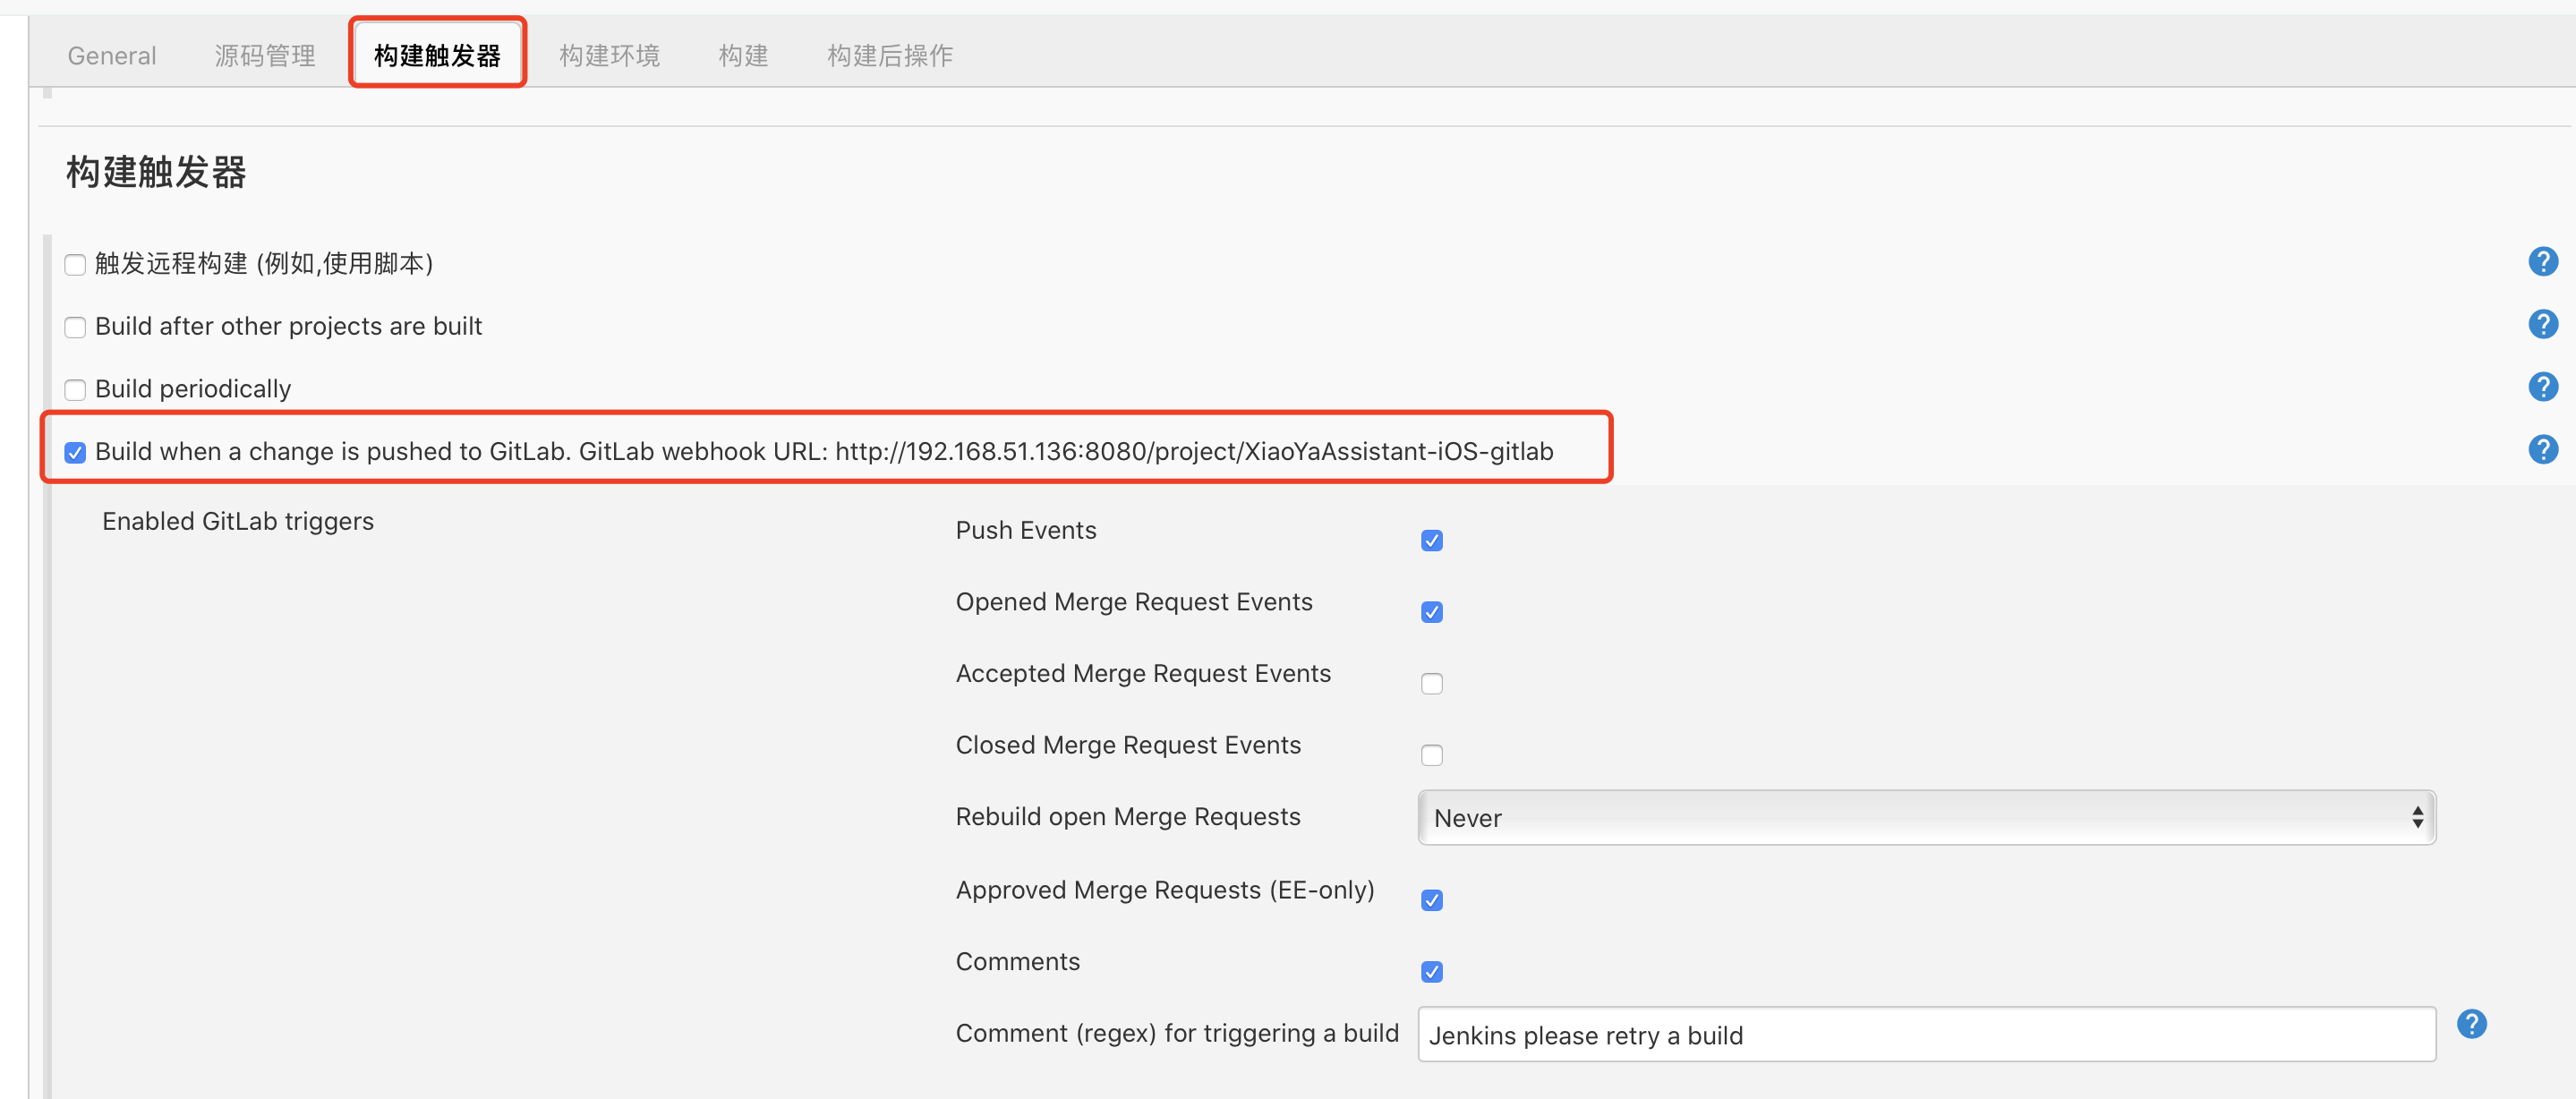 General 源码管理 构建触发器 构建环境 构建 构建后操作
构建触发器
触发远程构建 (例如,使用脚本)
Build after other projects are built
Build periodically
Build when a change is pushed to GitLab. GitLab webhook URL: http://192.168.51.136:8080/project/XiaoYaAssistant-iOS-gitlab
Enabled GitLab triggers
Push Events
Opened Merge Request Events
Accepted Merge Request Events
Closed Merge Request Events
Rebuild open Merge Requests Never
Approved Merge Requests (EE-only)
Comments
Comment (regex) for triggering a build Jenkins please retry a build